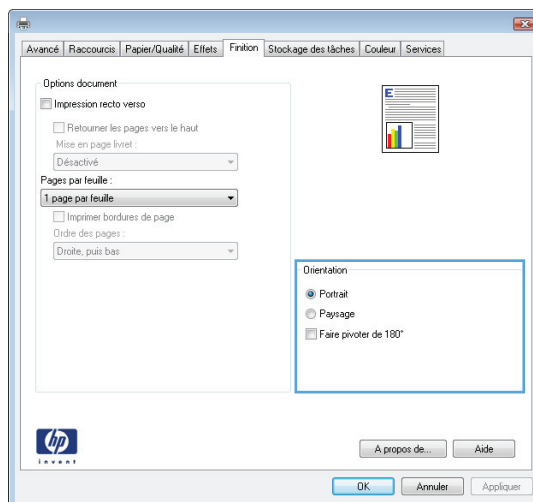 Avancé Raccourcis Papier/Qualité Effets Finition Stockage des tâches Couleur Services
Options document
Impression recto verso
Retourner les pages vers le haut
Mise en page livret :
Désactivé
Pages par feuille :
1 page par feuille
Imprimer bordures de page
Ordre des pages :
Droite, puis bas
E
Orientation
Portrait
Paysage
Faire pivoter de 180°
hp
invent
A propos de... Aide
OK Annuler Appliquer